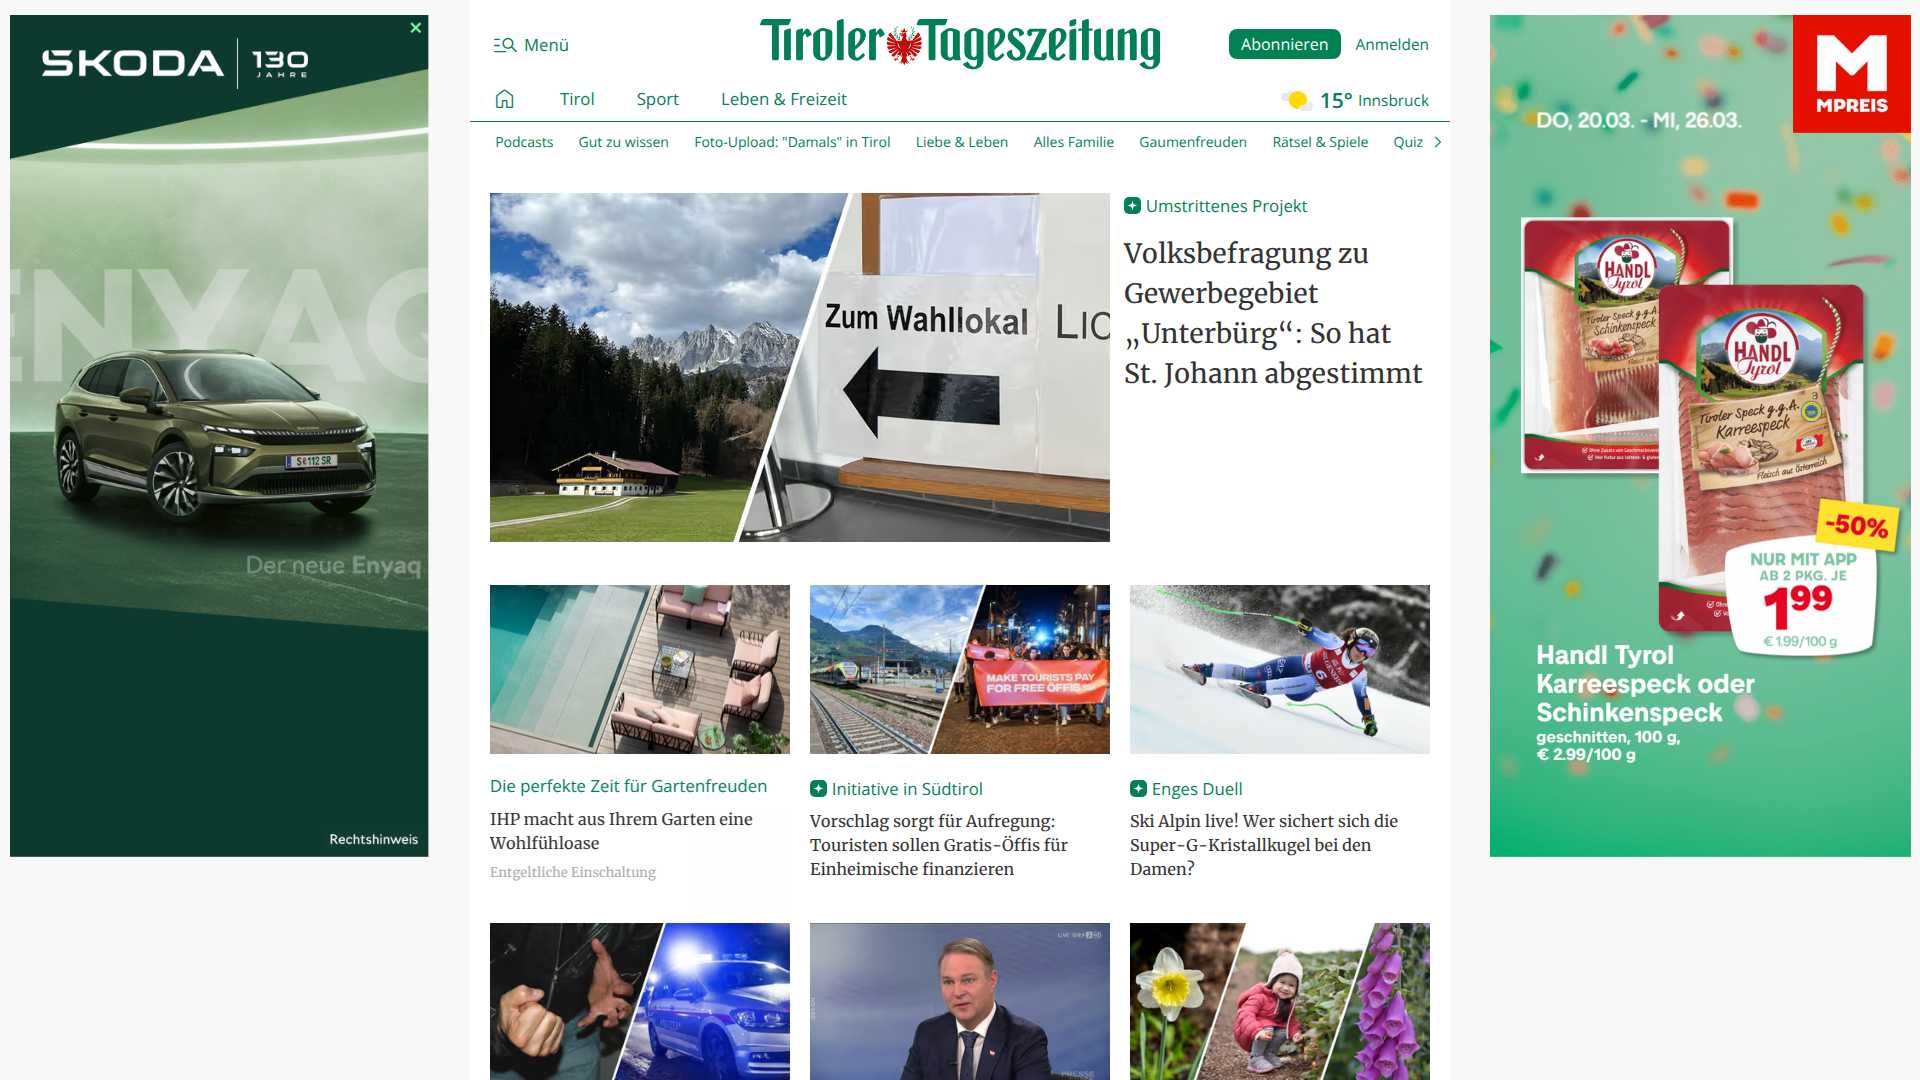 SKODA
130
JAHRE
ENYAQ
S 112 SR
Der neue Enyaq
Rechtshinweis
Menü
Tiroler Tageszeitung
Abonnieren
Anmelden
Tirol
Sport
Leben & Freizeit
15° Innsbruck
Podcasts
Gut zu wissen
Foto-Upload: "Damals" in Tirol
Liebe & Leben
Alles Familie
Gaumenfreuden
Rätsel & Spiele
Quiz
Zum Wahllokal
LIC
Umstrittenes Projekt
Volksbefragung zu
Gewerbegebiet
„Unterbürg“: So hat
St. Johann abgestimmt
Die perfekte Zeit für Gartenfreuden
IHP macht aus Ihrem Garten eine
Wohlfühloase
Entgeltliche Einschaltung
MAKE TOURISTS PAY
FOR FREE ÖFFIS
Initiative in Südtirol
Vorschlag sorgt für Aufregung:
Touristen sollen Gratis-Öffis für
Einheimische finanzieren
6
Enges Duell
Ski Alpin live! Wer sichert sich die
Super-G-Kristallkugel bei den
Damen?
PRESSE
M
MPREIS
DO, 20.03. - MI, 26.03.
HANDL
Tyrol
Tiroler Speck g.g.A.
Schinkenspeck
HANDL
Tyrol
Tiroler Speck g.g.A.
Karreespeck
Fleisch aus Österreich
-50%
NUR MIT APP
AB 2 PKG. JE
1 99
€ 1.99/100 g
Handl Tyrol
Karreespeck oder
Schinkenspeck
geschnitten, 100 g,
€ 2.99/100 g